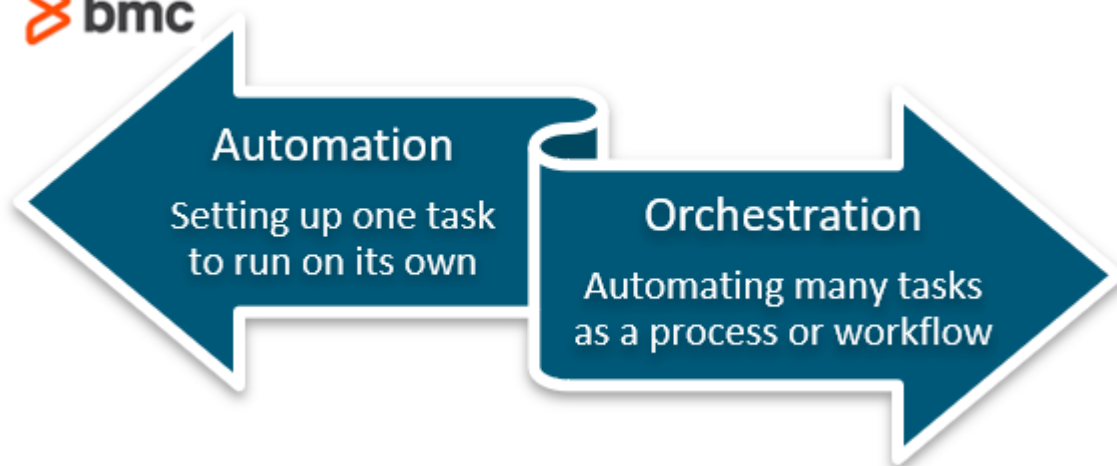 bmc
Automation
Setting up one task
to run on its own
Orchestration
Automating many tasks
as a process or workflow